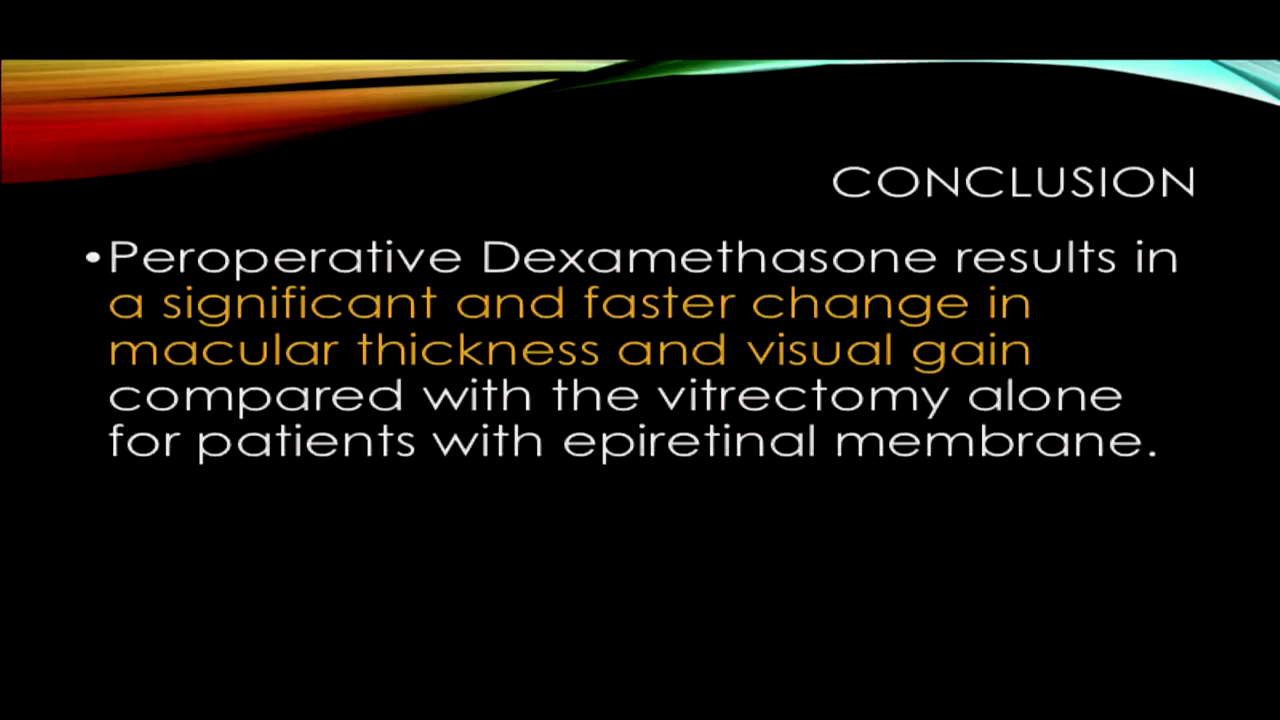 CONCLUSION
•Peroperative Dexamethasone results in
a significant and faster change in
macular thickness and visual gain
compared with the vitrectomy alone
for patients with epiretinal membrane.